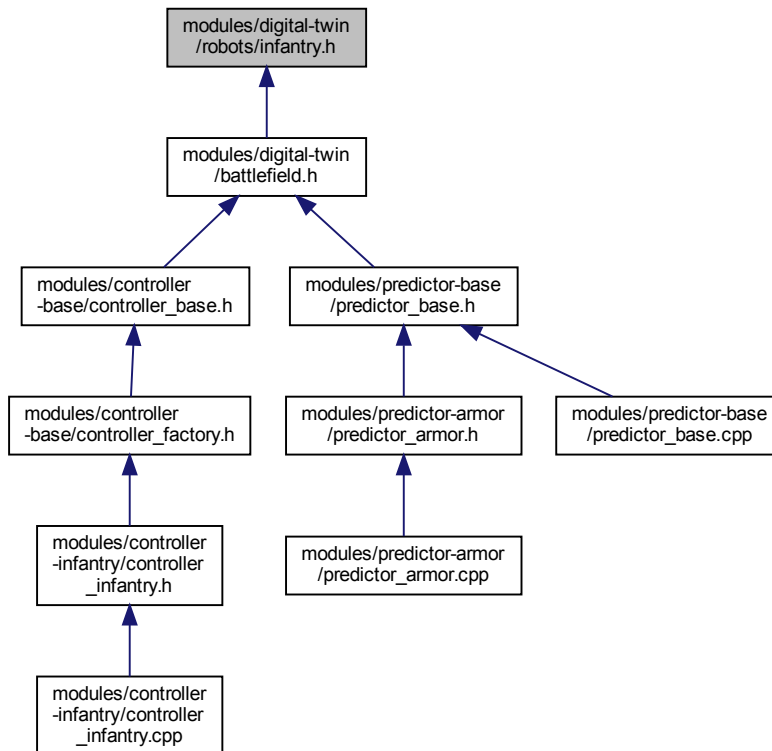 modules/digital-twin
/robots/infantry.h
modules/digital-twin
/battlefield.h
modules/controller
-base/controller_base.h
modules/predictor-base
/predictor_base.h
modules/controller
-base/controller_factory.h
modules/predictor-armor
/predictor_armor.h
modules/predictor-base
/predictor_base.cpp
modules/controller
-infantry/controller
_infantry.h
modules/predictor-armor
/predictor_armor.cpp
modules/controller
-infantry/controller
_infantry.cpp